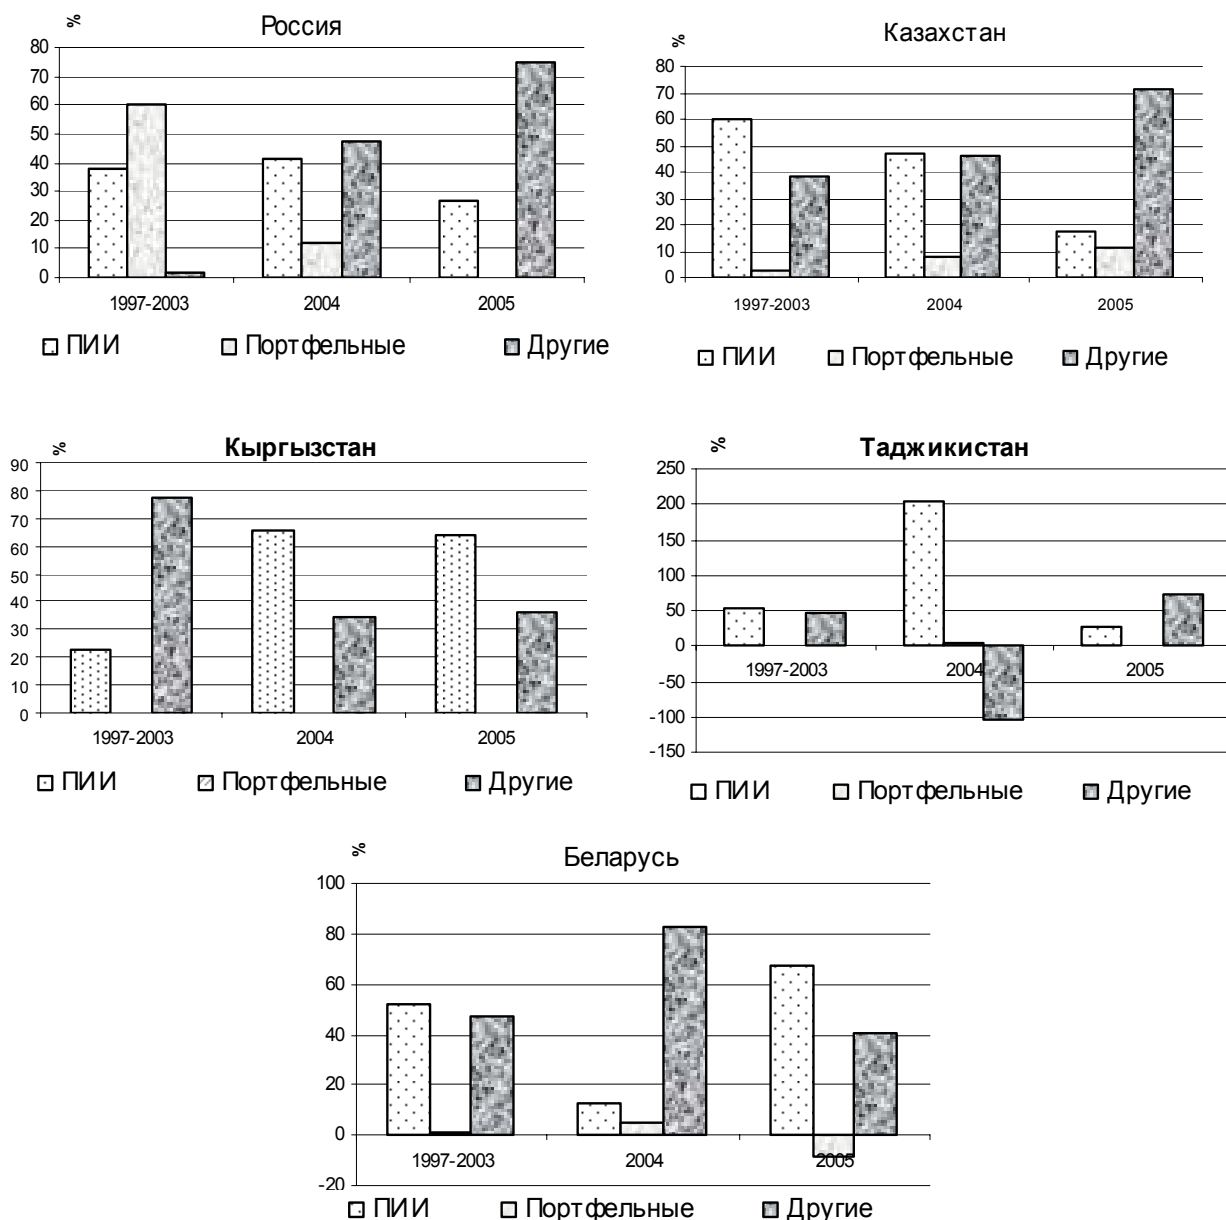 % Россия
80
70
60
50
40
30
20
10
0
1997-2003 2004 2005
ПИИ Портфельные Другие
% Казахстан
80
70
60
50
40
30
20
10
0
1997-2003 2004 2005
ПИИ Портфельные Другие
% Кыргызстан
90
80
70
60
50
40
30
20
10
0
1997-2003 2004 2005
ПИИ Портфельные Другие
% Таджикистан
250
200
150
100
50
0
-50
-100
-150
1997-2003 2004 2005
ПИИ Портфельные Другие
% Беларусь
100
80
60
40
20
0
-20
1997-2003 2004 2005
ПИИ Портфельные Другие